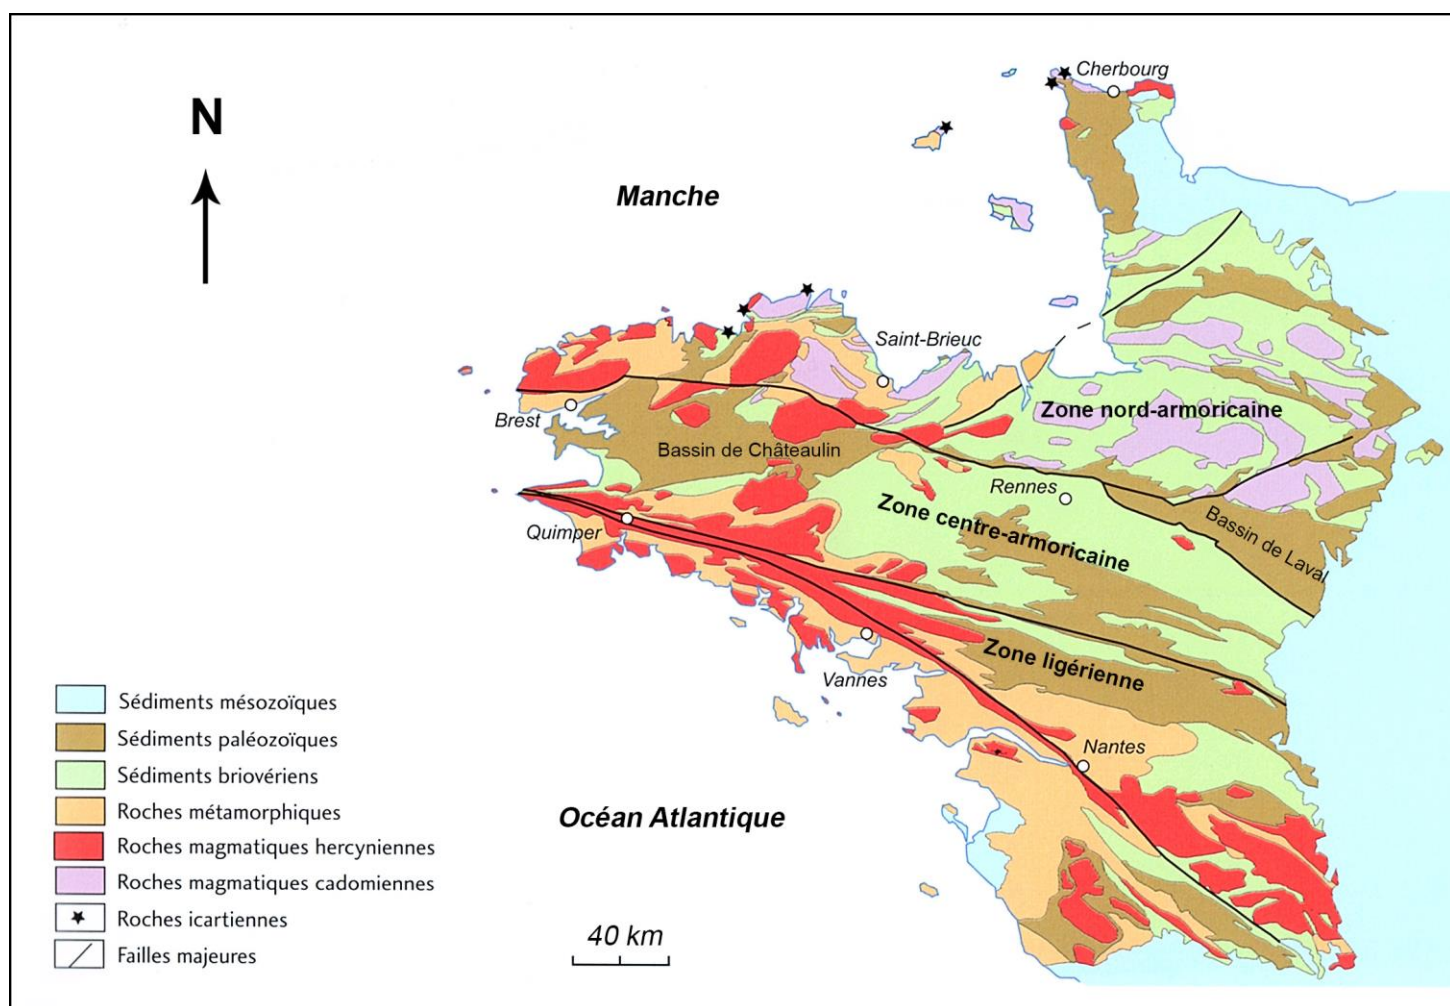 Cherbourg
N
Manche
Saint-Brieuc
Zone nord-armoricaine
Brest
Bassin de Châteaulin
Rennes
Zone centre-armoricaine
Bassin de Laval
Quimper
Zone ligérienne
Vannes
Nantes
Océan Atlantique
Sédiments mésozoïques
Sédiments paléozoïques
Sédiments briovériens
Roches métamorphiques
Roches magmatiques hercyniennes
Roches magmatiques cadomiennes
Roches icartiennes
Failles majeures
40 km